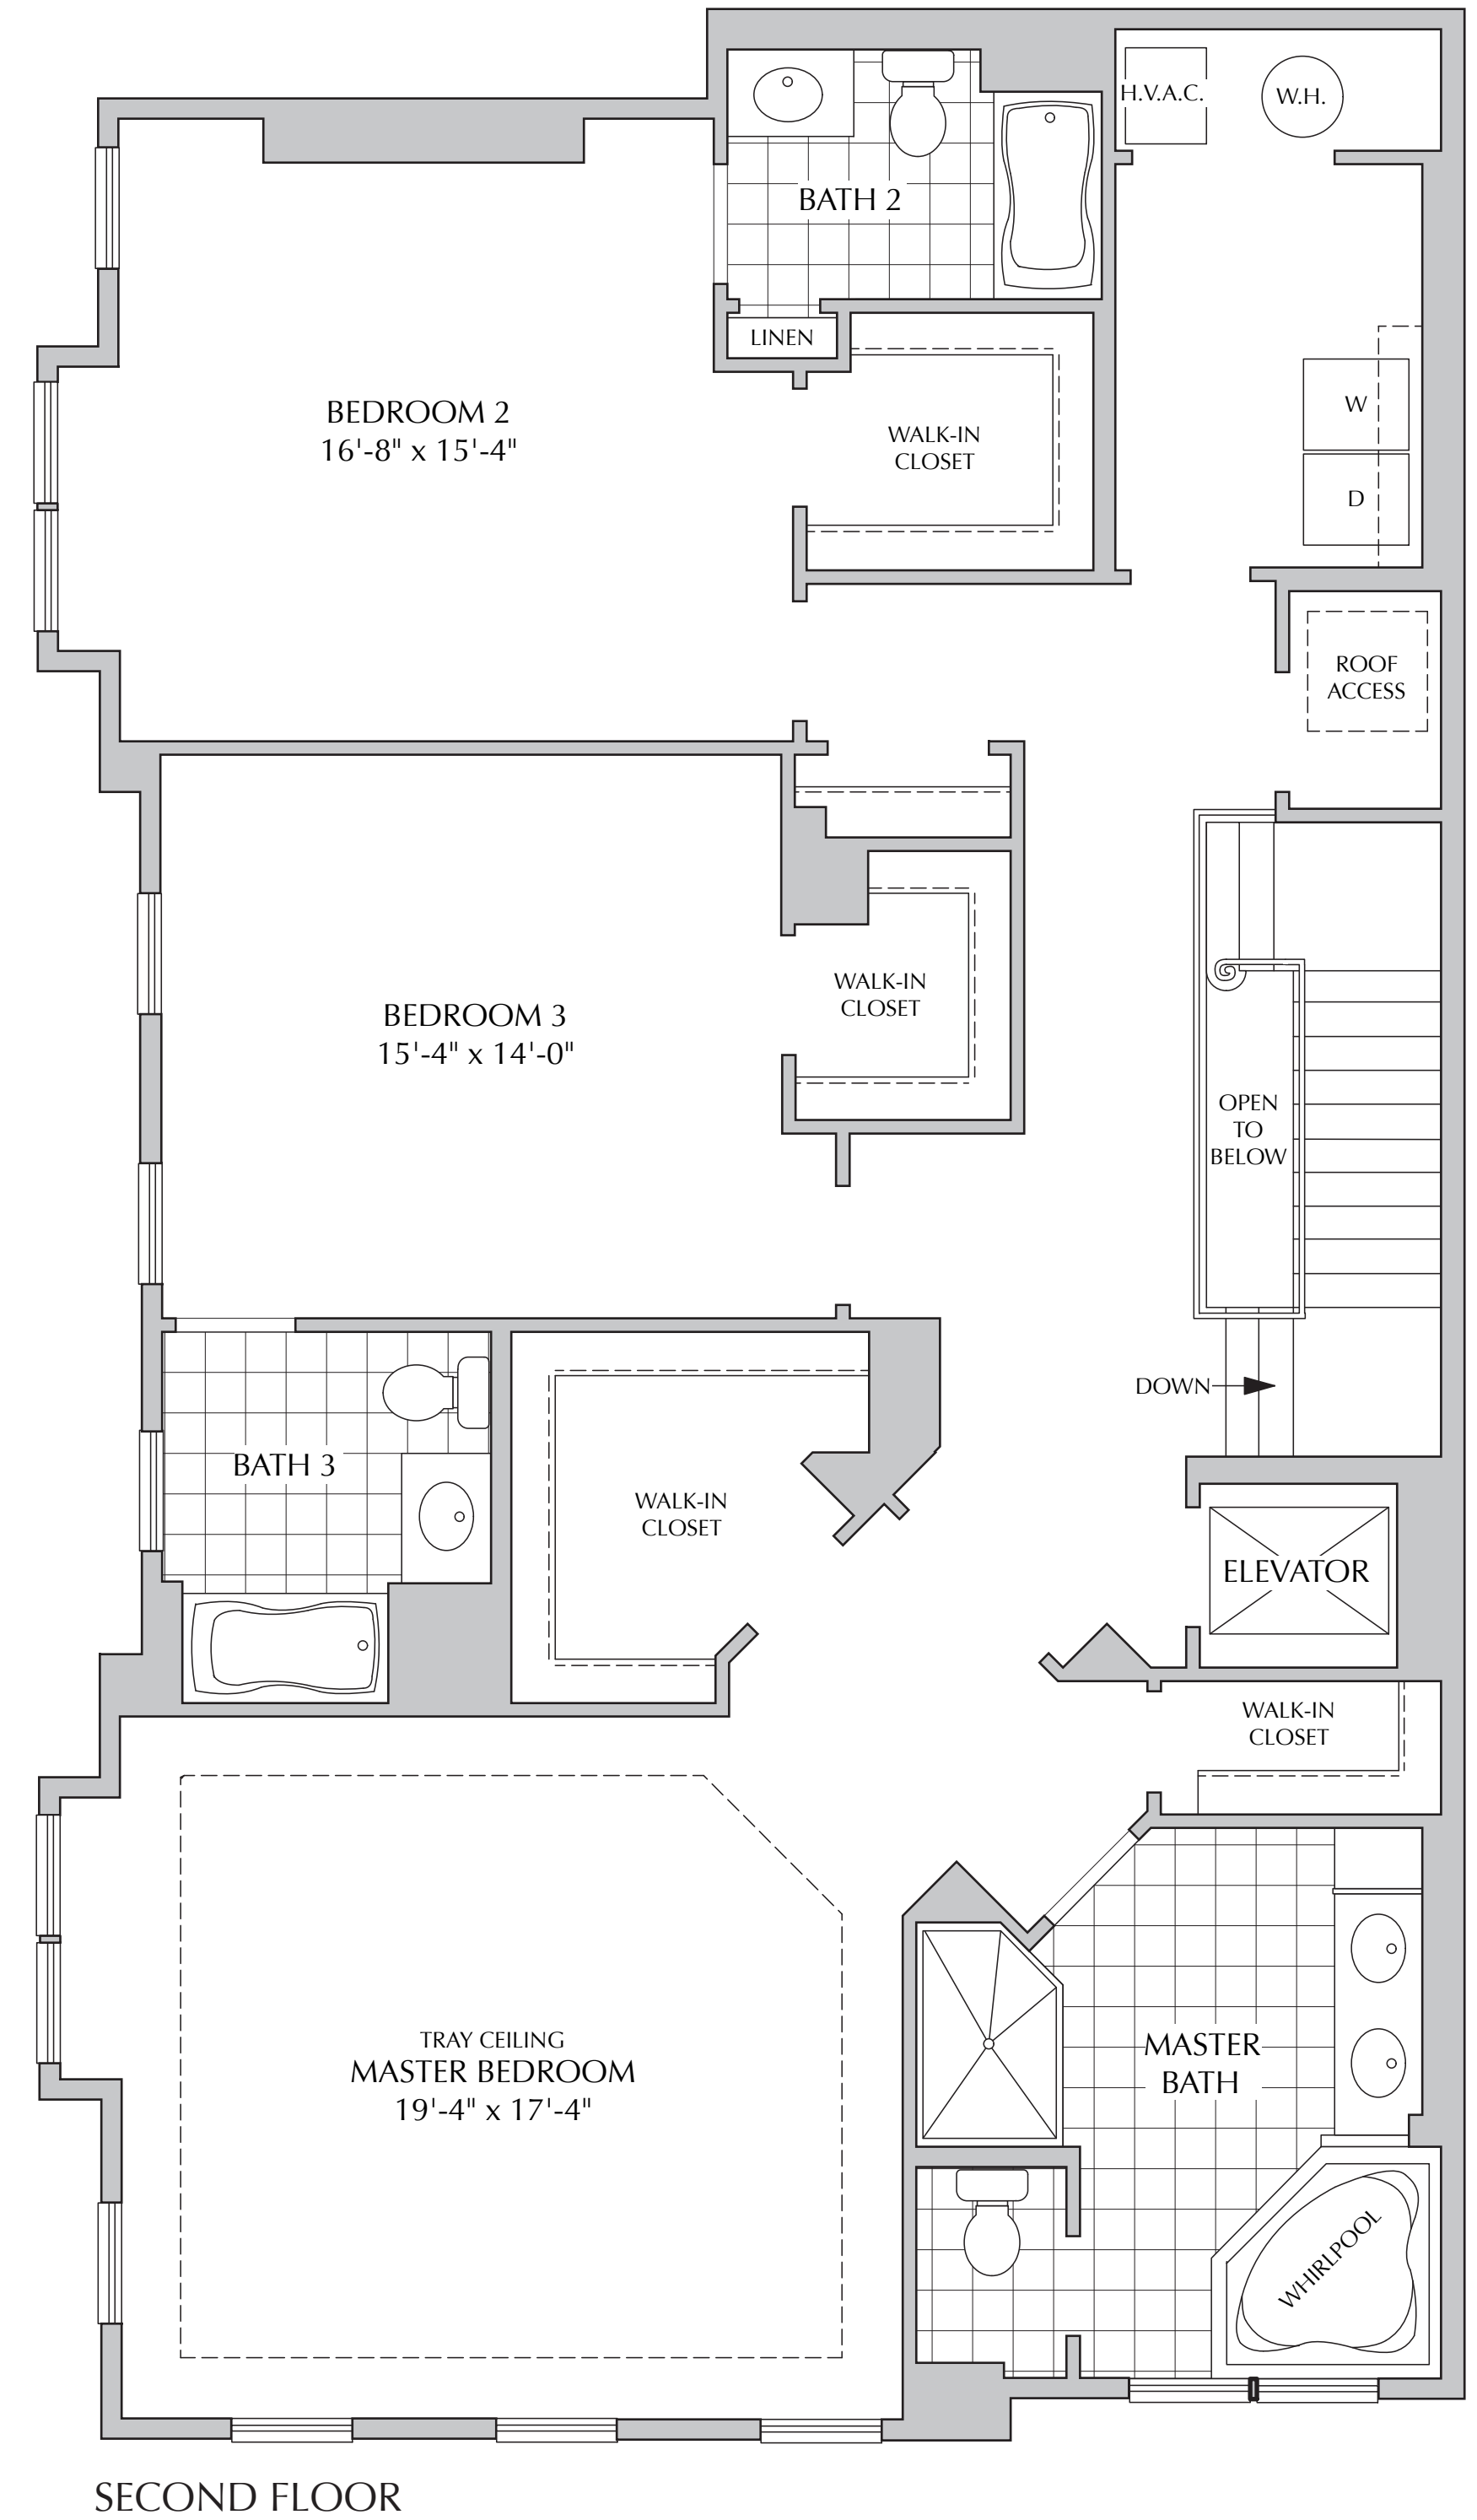 H.V.A.C.
W.H.
BATH 2
LINEN
BEDROOM 2
16'-8" x 15'-4"
WALK-IN
CLOSET
W
D
ROOF
ACCESS
WALK-IN
CLOSET
BEDROOM 3
15'-4" x 14'-0"
OPEN
TO
BELOW
DOWN
BATH 3
WALK-IN
CLOSET
ELEVATOR
WALK-IN
CLOSET
TRAY CEILING
MASTER BEDROOM
19'-4" x 17'-4"
MASTER
BATH
WHIRLPOOL
SECOND FLOOR